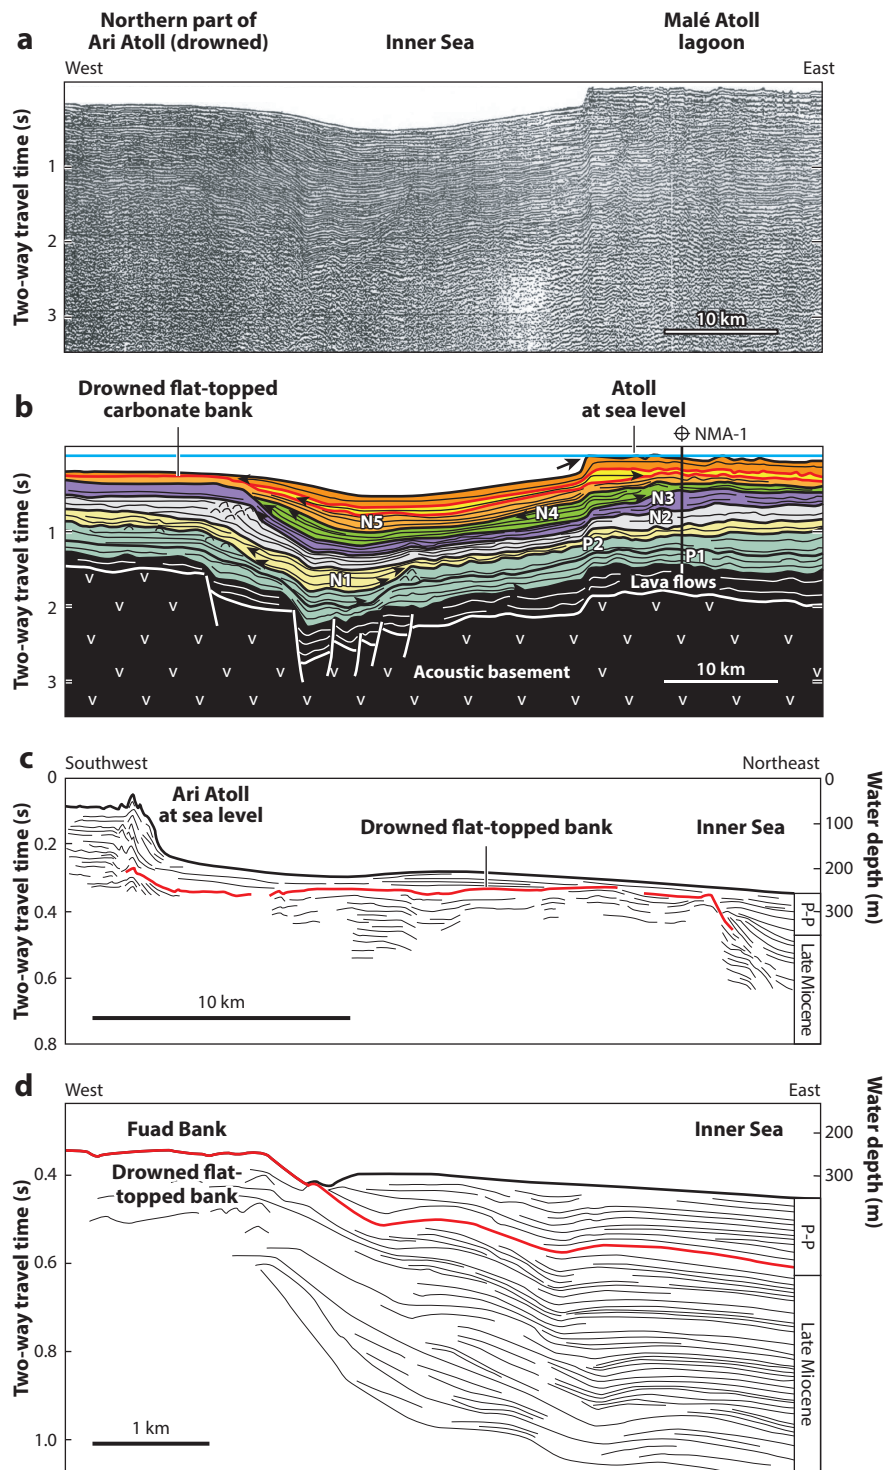 a
Northern part of
Ari Atoll (drowned)
Inner Sea
Malé Atoll
lagoon
West
East
Two-way travel time (s)
1
2
3
10 km
b
Drowned flat-topped
carbonate bank
Atoll
at sea level
NMA-1
Two-way travel time (s)
1
2
3
N5
N4
N3
N2
P2
P1
N1
Lava flows
v v v v
v v v v v v v v
v v v v v v v v v v
v v v v v v
Acoustic basement
10 km
v v v v v v v v v v v v v v
c
Southwest
Northeast
0
0.2
0.4
0.6
0.8
Two-way travel time (s)
Ari Atoll
at sea level
Drowned flat-topped bank
Inner Sea
0
100
200
300
Water depth (m)
P-P
Late Miocene
10 km
d
West
East
Fuad Bank
Drowned flat-
topped bank
Inner Sea
0.4
0.6
0.8
1.0
Two-way travel time (s)
200
300
Water depth (m)
P-P
Late Miocene
1 km